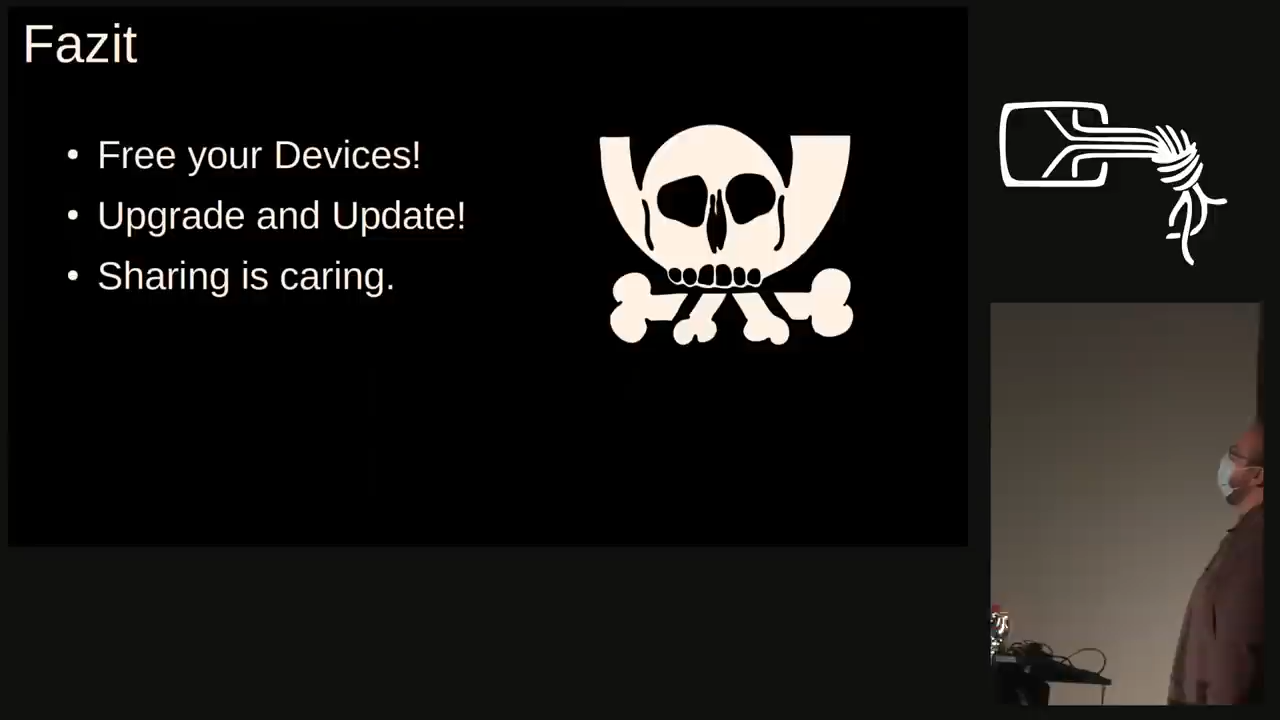 Fazit
• Free your Devices!
• Upgrade and Update!
• Sharing is caring.